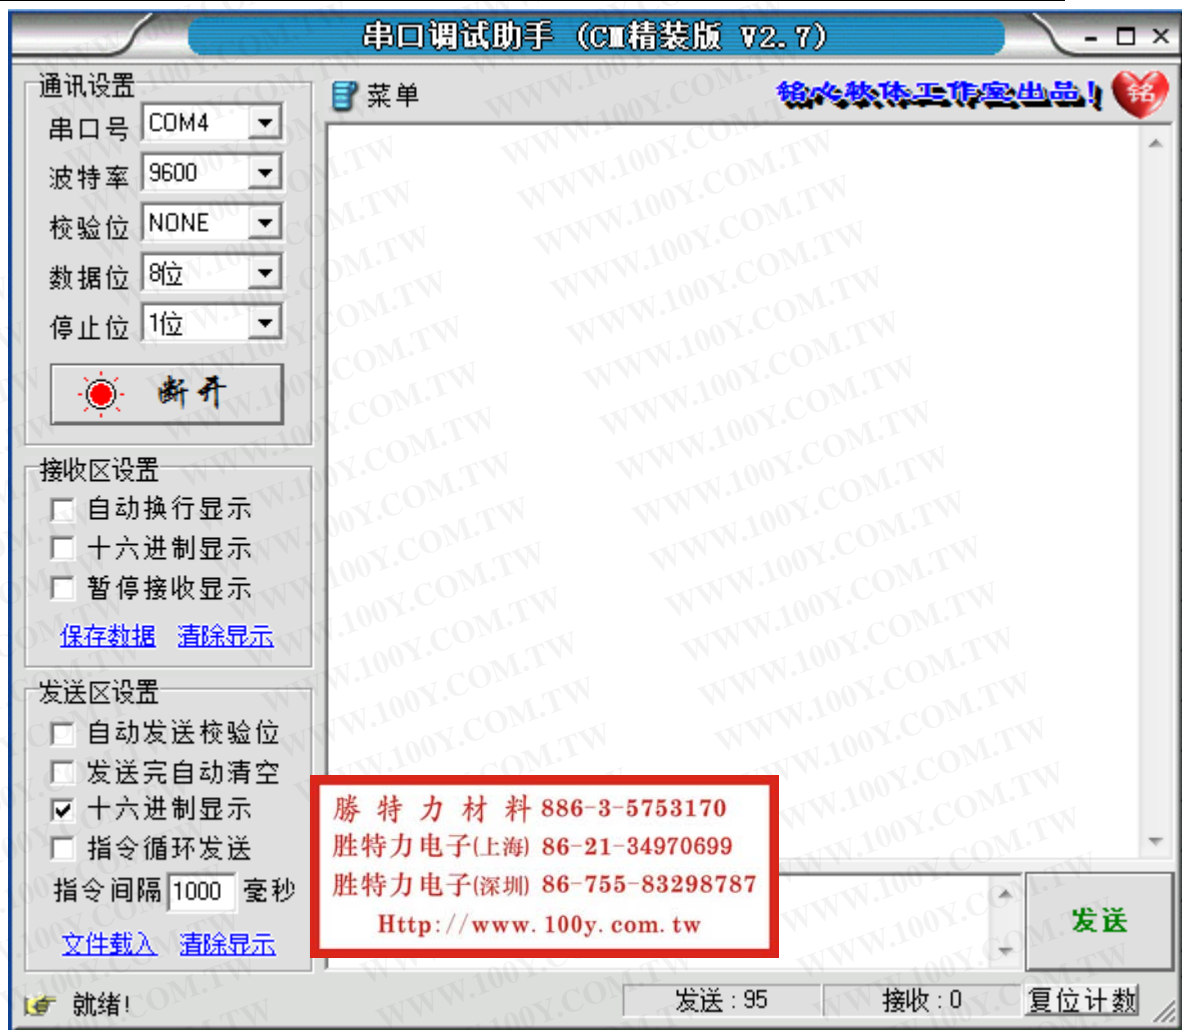 串口调试助手 (CM精装版 V2.7)
通讯设置
串口号 COM4
波特率 9600
校验位 NONE
数据位 8位
停止位 1位
断开
接收区设置
自动换行显示
十六进制显示
暂停接收显示
保存数据 清除显示
发送区设置
自动发送校验位
发送完自动清空
十六进制显示
指令循环发送
指令间隔 1000 毫秒
文件载入 清除显示
菜单
铭心软体工作室出品! 铭
勝特力材料 886-3-5753170
胜特力电子(上海) 86-21-34970699
胜特力电子(深圳) 86-755-83298787
Http://www.100y.com.tw
发送
就绪!
发送 : 95
接收 : 0
复位计数
WWW.100Y.COM.TW